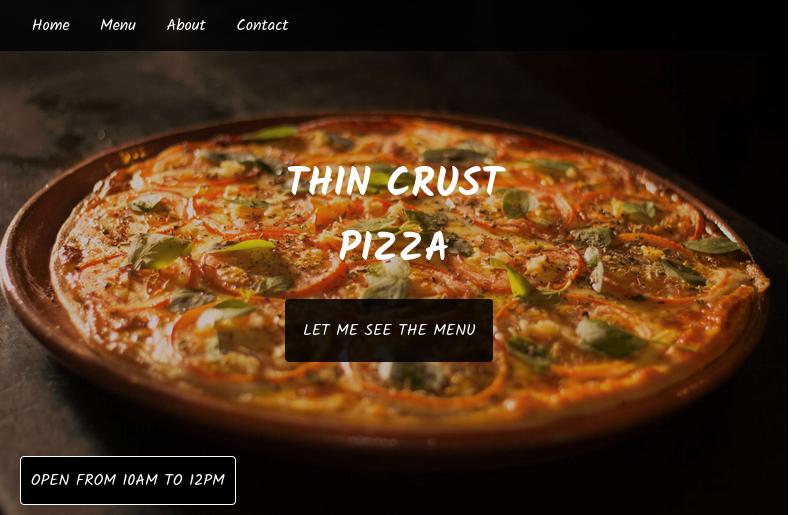 Home Menu About Contact
THIN CRUST
PIZZA
LET ME SEE THE MENU
OPEN FROM 10AM TO 12PM